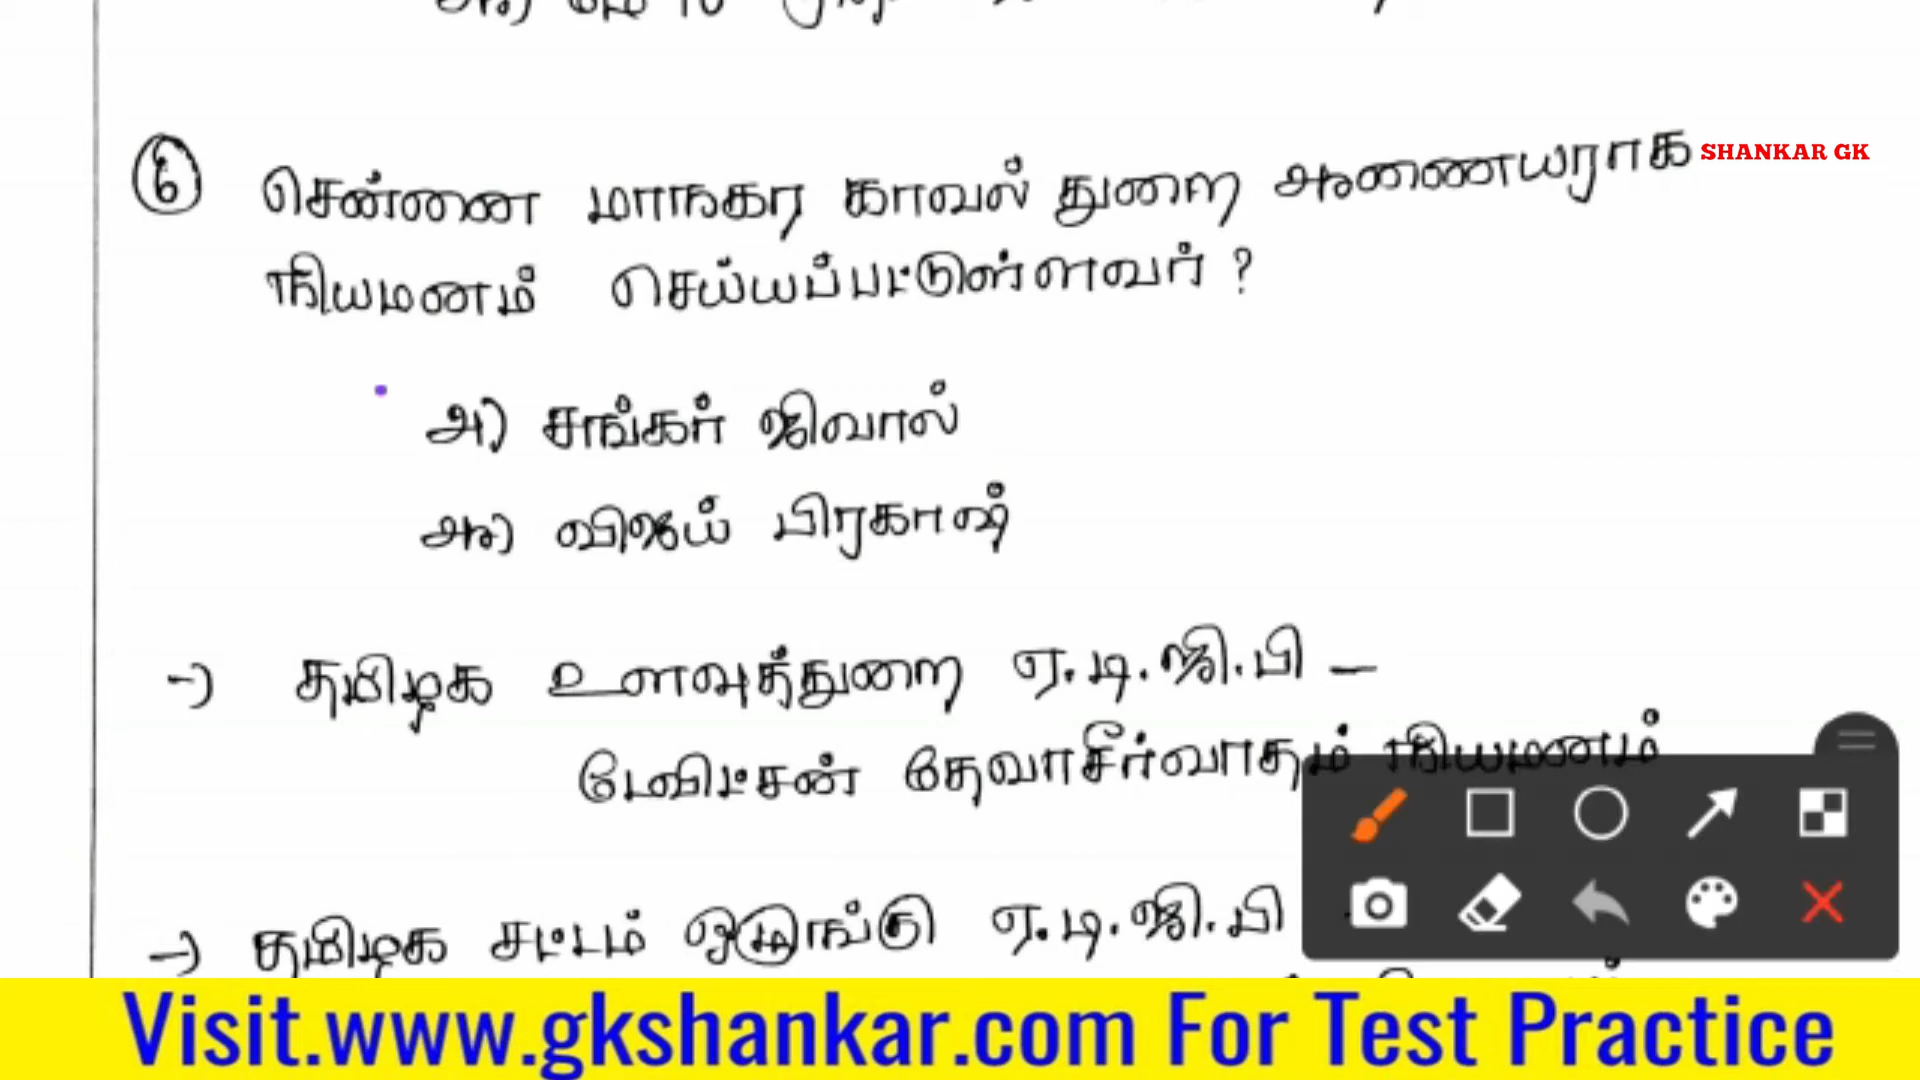 6 சென்னை மாநகர காவல் துறை ஆணையராக SHANKAR GK
நியமனம் செய்யப்பட்டுள்ளவர்?
அ) சங்கர் ஜிவால்
ஆ) விஜய் பிரகாஷ்
-> தமிழக உளவுத்துறை ஏ.டி.ஜி.பி –
டேவிட்சன் தேவாசீர்வாதம் நியமனம்
-> தமிழக சட்டம் ஒழுங்கு ஏ.டி.ஜி.பி
Visit.www.gkshankar.com For Test Practice